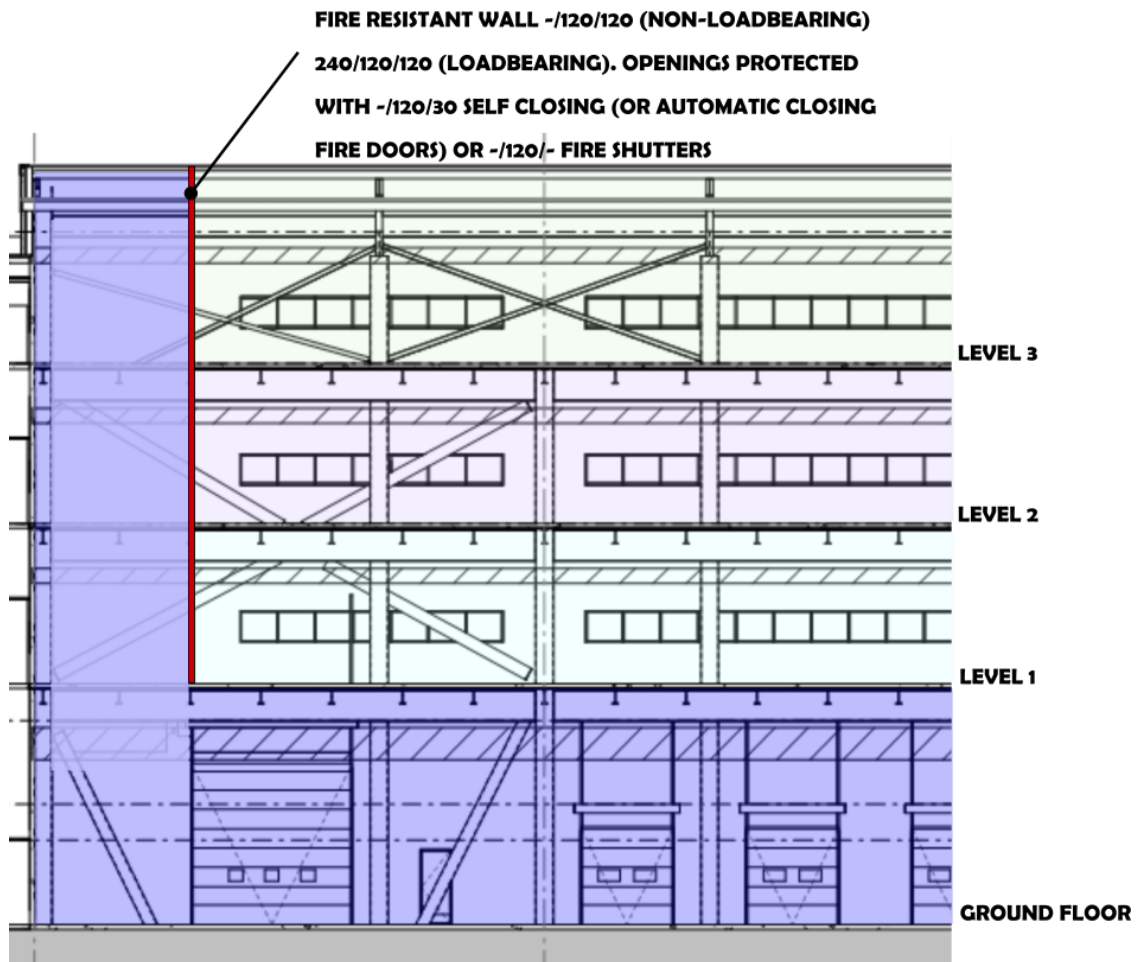 FIRE RESISTANT WALL -/120/120 (NON-LOADBEARING)
240/120/120 (LOADBEARING). OPENINGS PROTECTED
WITH -/120/30 SELF CLOSING (OR AUTOMATIC CLOSING
FIRE DOORS) OR -/120/- FIRE SHUTTERS
LEVEL 3
LEVEL 2
LEVEL 1
GROUND FLOOR